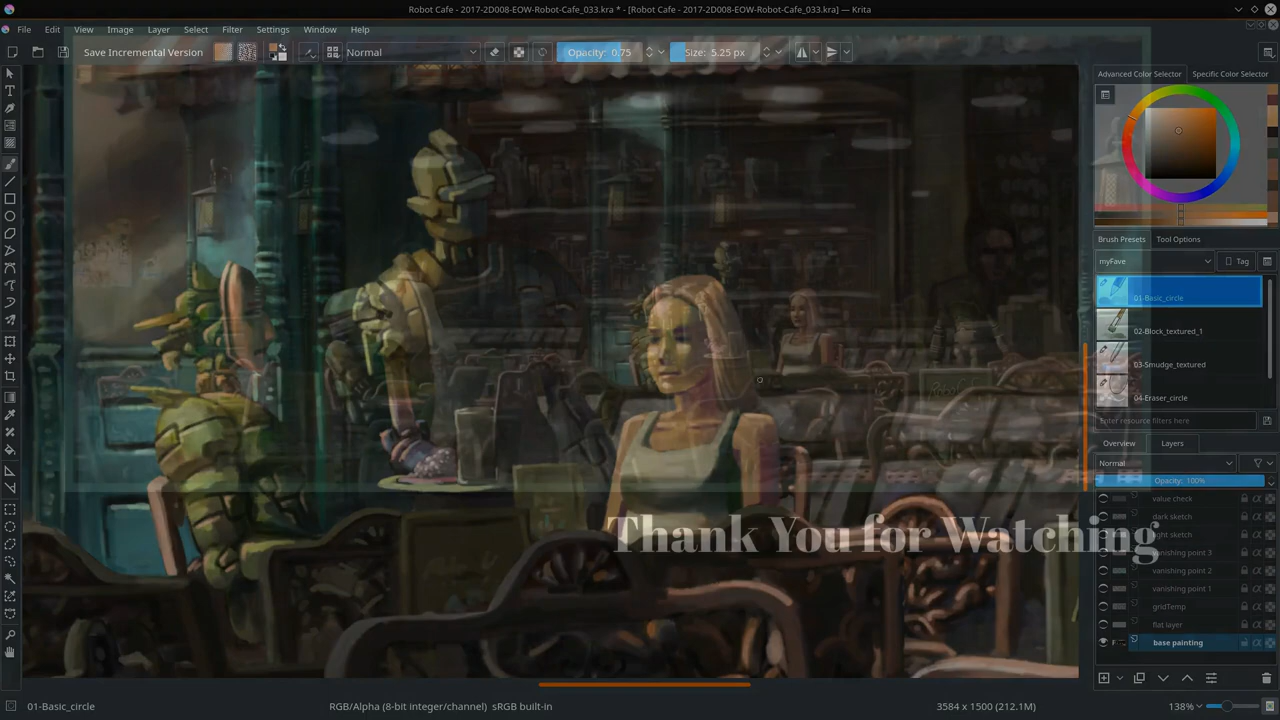 Robot Cafe - 2017-2D008-EOW-Robot-Cafe_033.kra * - [Robot Cafe - 2017-2D008-EOW-Robot-Cafe_033.kra] — Krita
File Edit View Image Layer Select Filter Settings Window Help
Save Incremental Version Normal Opacity: 0.75 Size: 5.25 px
Advanced Color Selector Specific Color Selector
Brush Presets Tool Options
myFave Tag
01-Basic_circle
02-Block_textured_1
03-Smudge_textured
04-Eraser_circle
Enter resource filters here
Overview Layers
Normal
Opacity: 100%
value check
dark sketch
sketch
vanishing point 3
vanishing point 2
vanishing point 1
gridTemp
flat layer
base painting
Thank You for Watching
01-Basic_circle RGB/Alpha (8-bit integer/channel) sRGB built-in 3584 x 1500 (212.1M) 138%